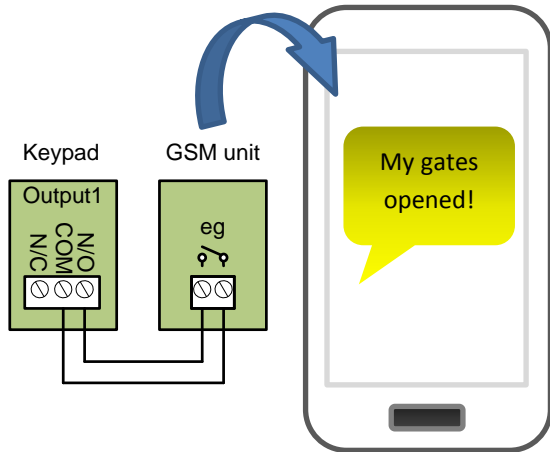 Keypad
GSM unit
Output1
N/C
COM
N/O
eg
My gates
opened!